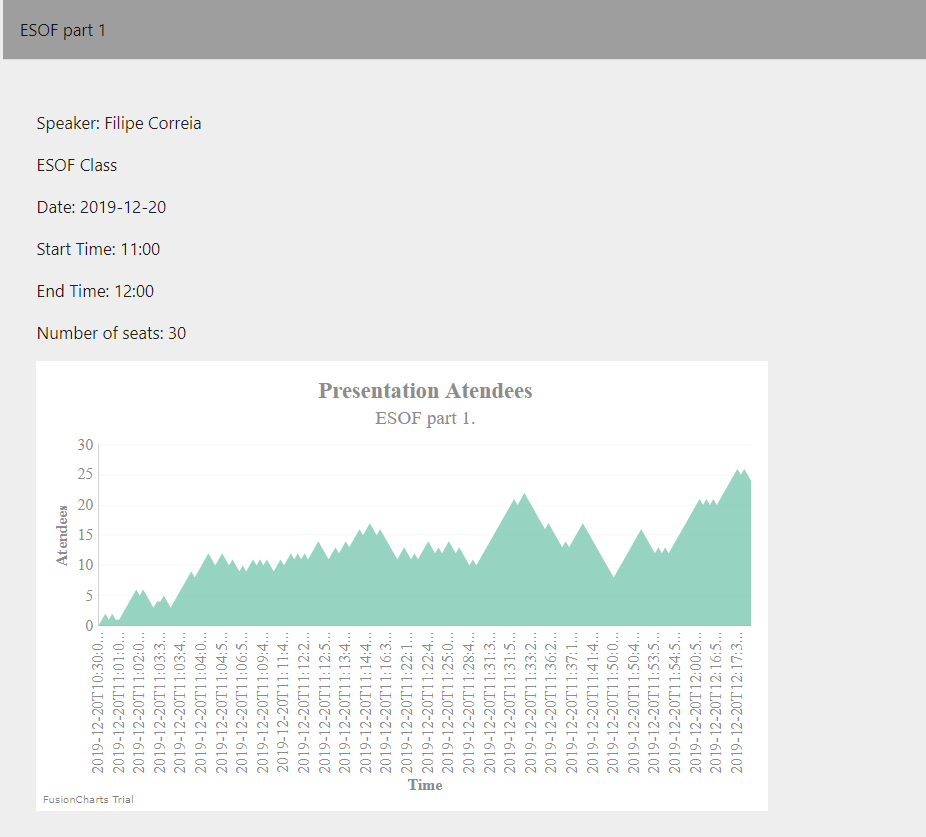 ESOF part 1
Speaker: Filipe Correia
ESOF Class
Date: 2019-12-20
Start Time: 11:00
End Time: 12:00
Number of seats: 30
Presentation Atendees
ESOF part 1.
30
25
20
15
10
5
0
Atendees
2019-12-20T10:30:0...
2019-12-20T11:01:0...
2019-12-20T11:02:0...
2019-12-20T11:03:3...
2019-12-20T11:03:4...
2019-12-20T11:04:0...
2019-12-20T11:04:5...
2019-12-20T11:06:5...
2019-12-20T11:09:4...
2019-12-20T11:11:4...
2019-12-20T11:12:2...
2019-12-20T11:12:5...
2019-12-20T11:13:4...
2019-12-20T11:14:4...
2019-12-20T11:16:3...
2019-12-20T11:22:1...
2019-12-20T11:22:4...
2019-12-20T11:25:0...
2019-12-20T11:28:4...
2019-12-20T11:31:3...
2019-12-20T11:31:5...
2019-12-20T11:33:2...
2019-12-20T11:36:2...
2019-12-20T11:37:1...
2019-12-20T11:41:4...
2019-12-20T11:50:0...
2019-12-20T11:50:4...
2019-12-20T11:53:5...
2019-12-20T11:54:5...
2019-12-20T12:00:5...
2019-12-20T12:16:5...
2019-12-20T12:17:3...
Time
FusionCharts Trial